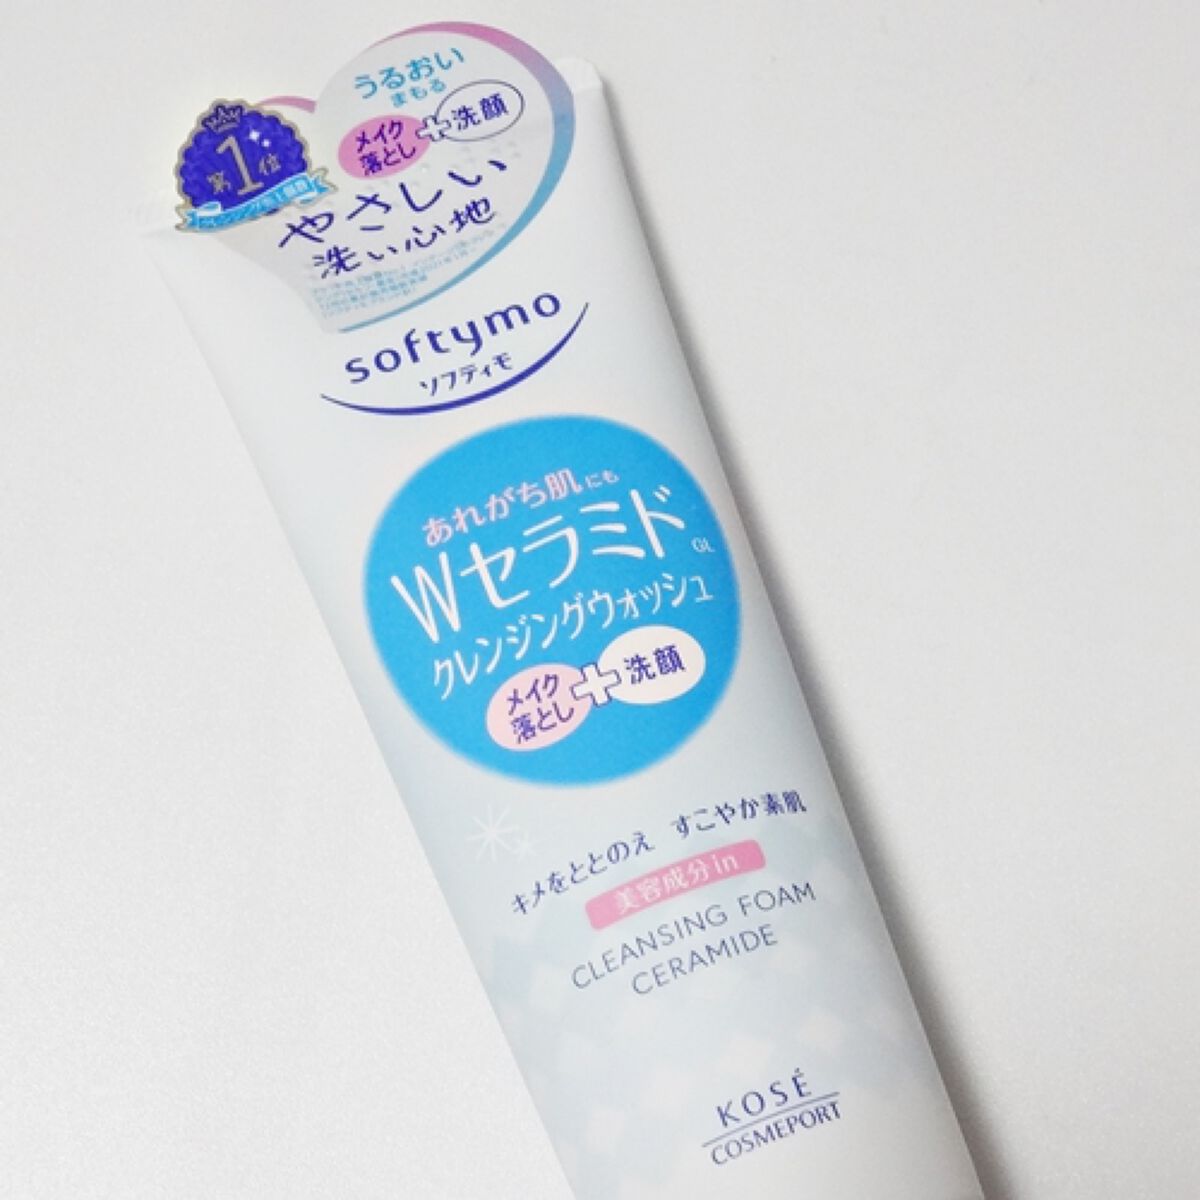 うるおい
まもる
メイク
落とし
+
洗顔
第1位
やさしい
洗い心地
softymo
ソフティモ
あれがち肌にも
Wセラミド GL
クレンジングウォッシュ
メイク
落とし
+
洗顔
キメをととのえ すこやか素肌
美容成分in
CLEANSING FOAM
CERAMIDE
KOSÉ
COSMEPORT